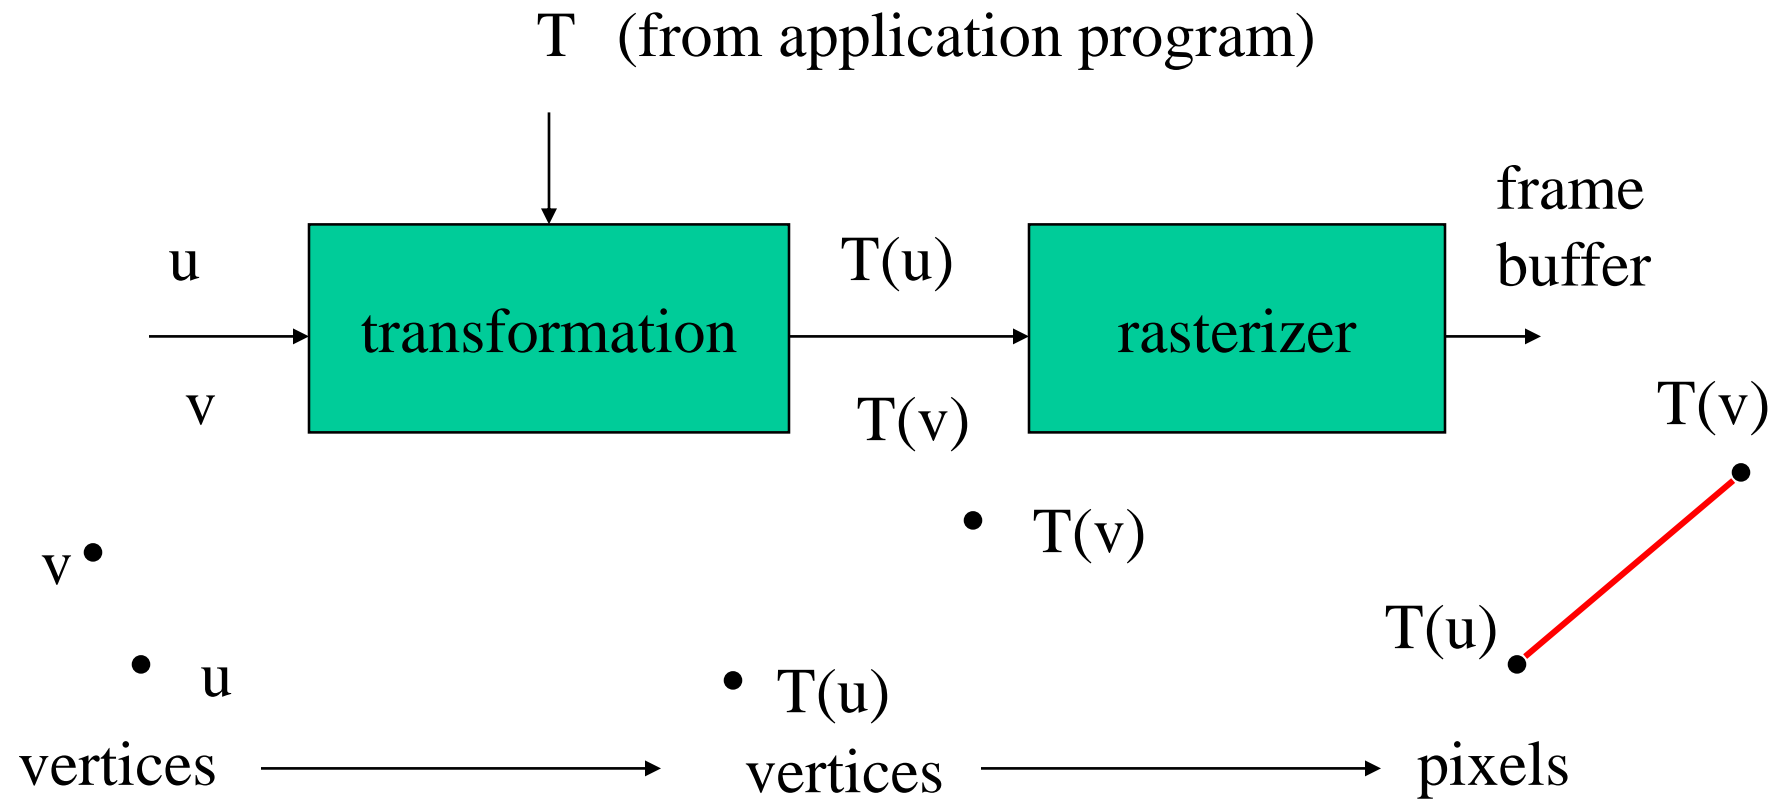 T (from application program)
frame
buffer
u
T(u)
transformation
rasterizer
v
T(v)
T(v)
T(v)
v
T(u)
u
T(u)
vertices
vertices
pixels